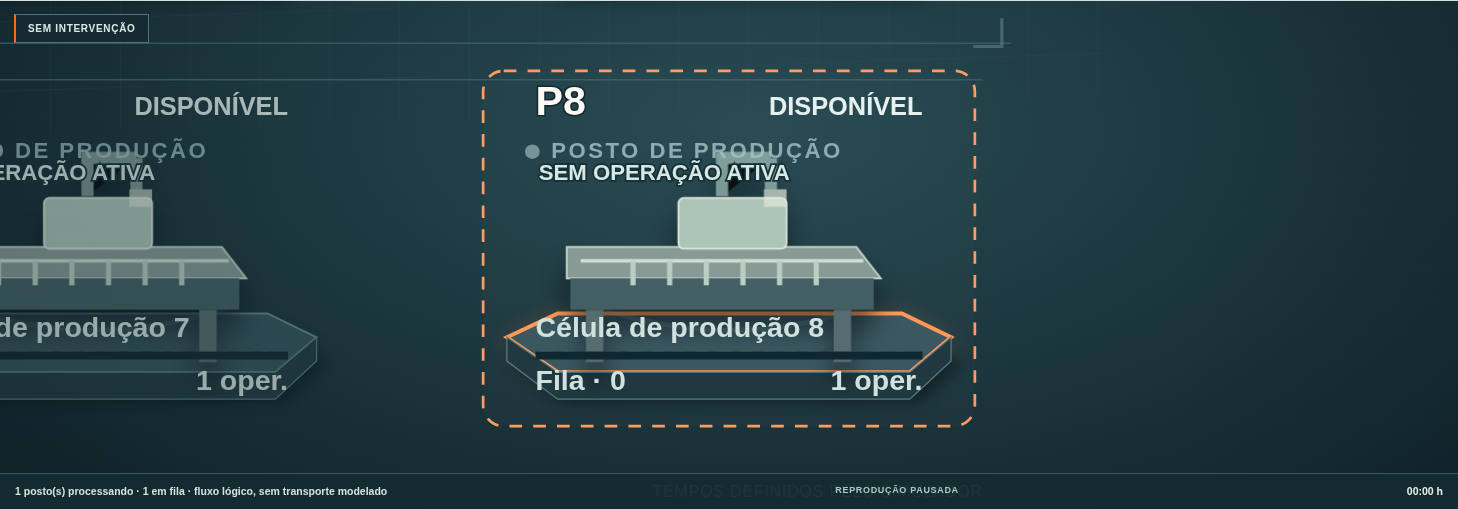 SEM INTERVENÇÃO
DISPONÍVEL
DE PRODUÇÃO
ERAÇÃO ATIVA
de produção 7
1 oper.
P8
DISPONÍVEL
POSTO DE PRODUÇÃO
SEM OPERAÇÃO ATIVA
Célula de produção 8
Fila · 0
1 oper.
1 posto(s) processando · 1 em fila · fluxo lógico, sem transporte modelado
TEMPOS DEFINIDOS
REPRODUÇÃO PAUSADA
00:00 h